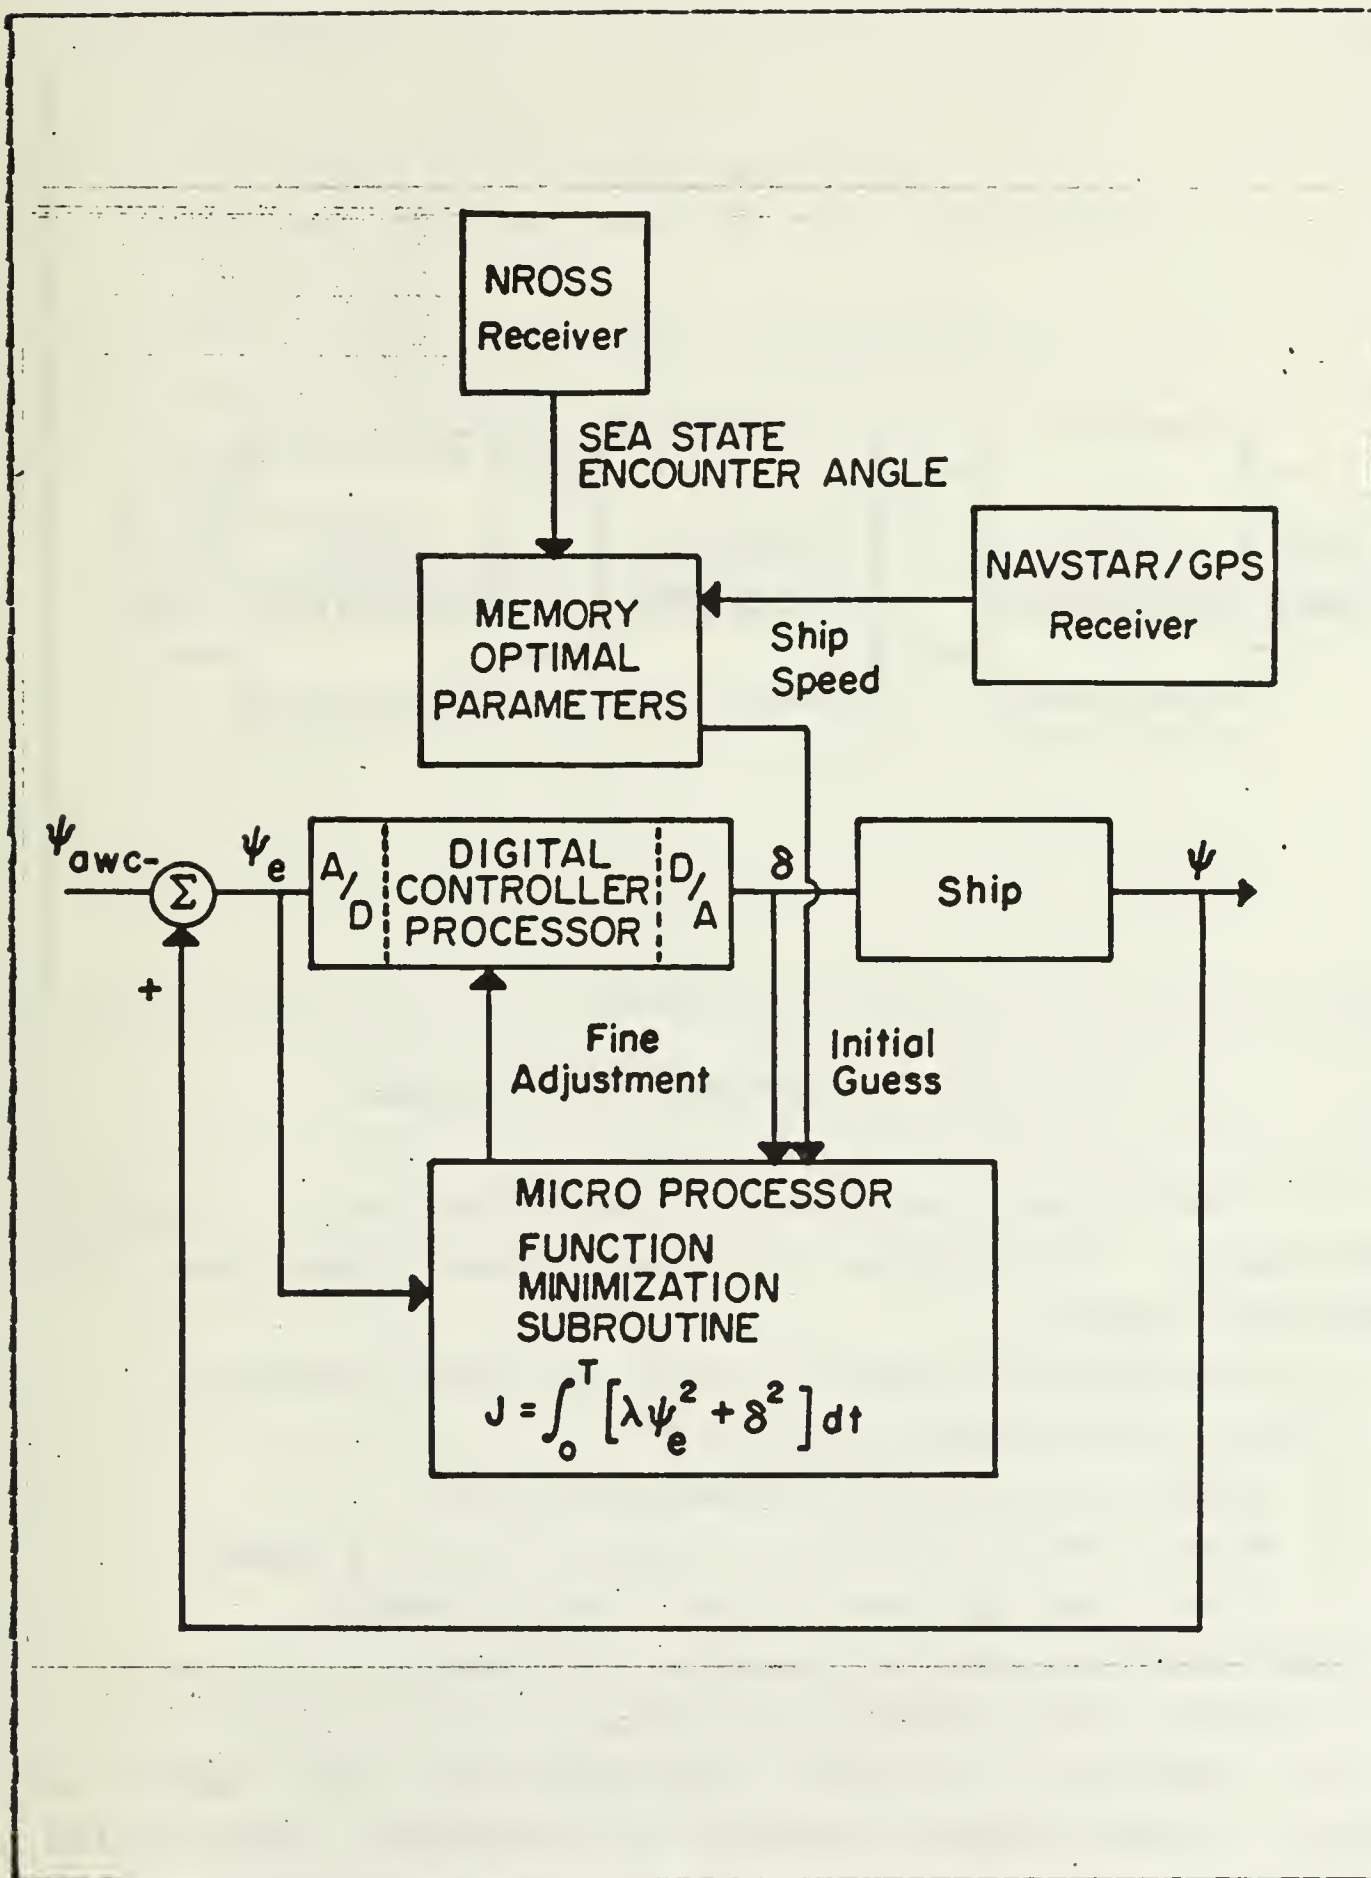 NROSS
Receiver
SEA STATE
ENCOUNTER ANGLE
NAVSTAR/GPS
Receiver
MEMORY
OPTIMAL
PARAMETERS
Ship
Speed
ψawc-
Σ
ψe
A/D
DIGITAL
CONTROLLER
PROCESSOR
D/A
δ
Ship
ψ
+
Fine
Adjustment
Initial
Guess
MICRO PROCESSOR
FUNCTION
MINIMIZATION
SUBROUTINE
J = ∫₀ᵀ [λψe² + δ²] dt